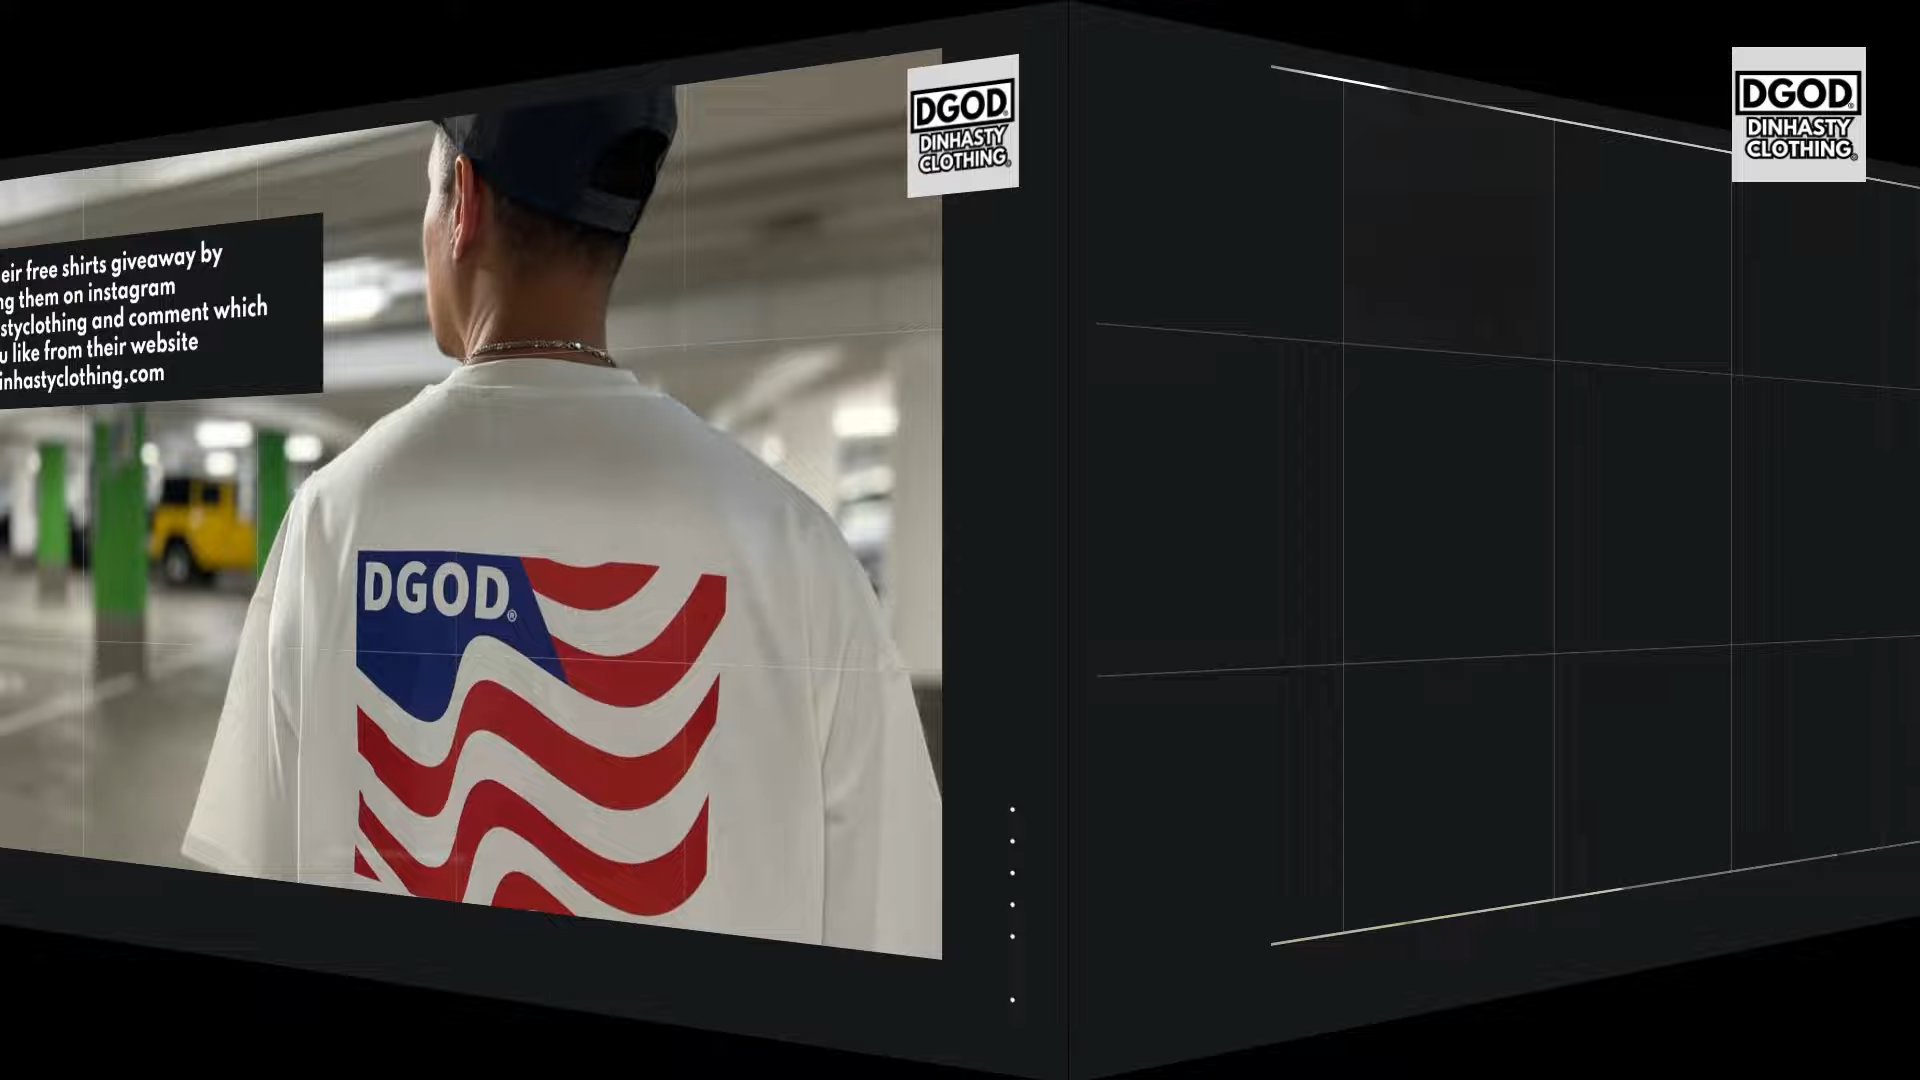 eir free shirts giveaway by
ng them on instagram
styclothing and comment which
u like from their website
inhastyclothing.com
DGOD®
DINHASTY
CLOTHING®
DGOD®
DINHASTY
CLOTHING®
DGOD®